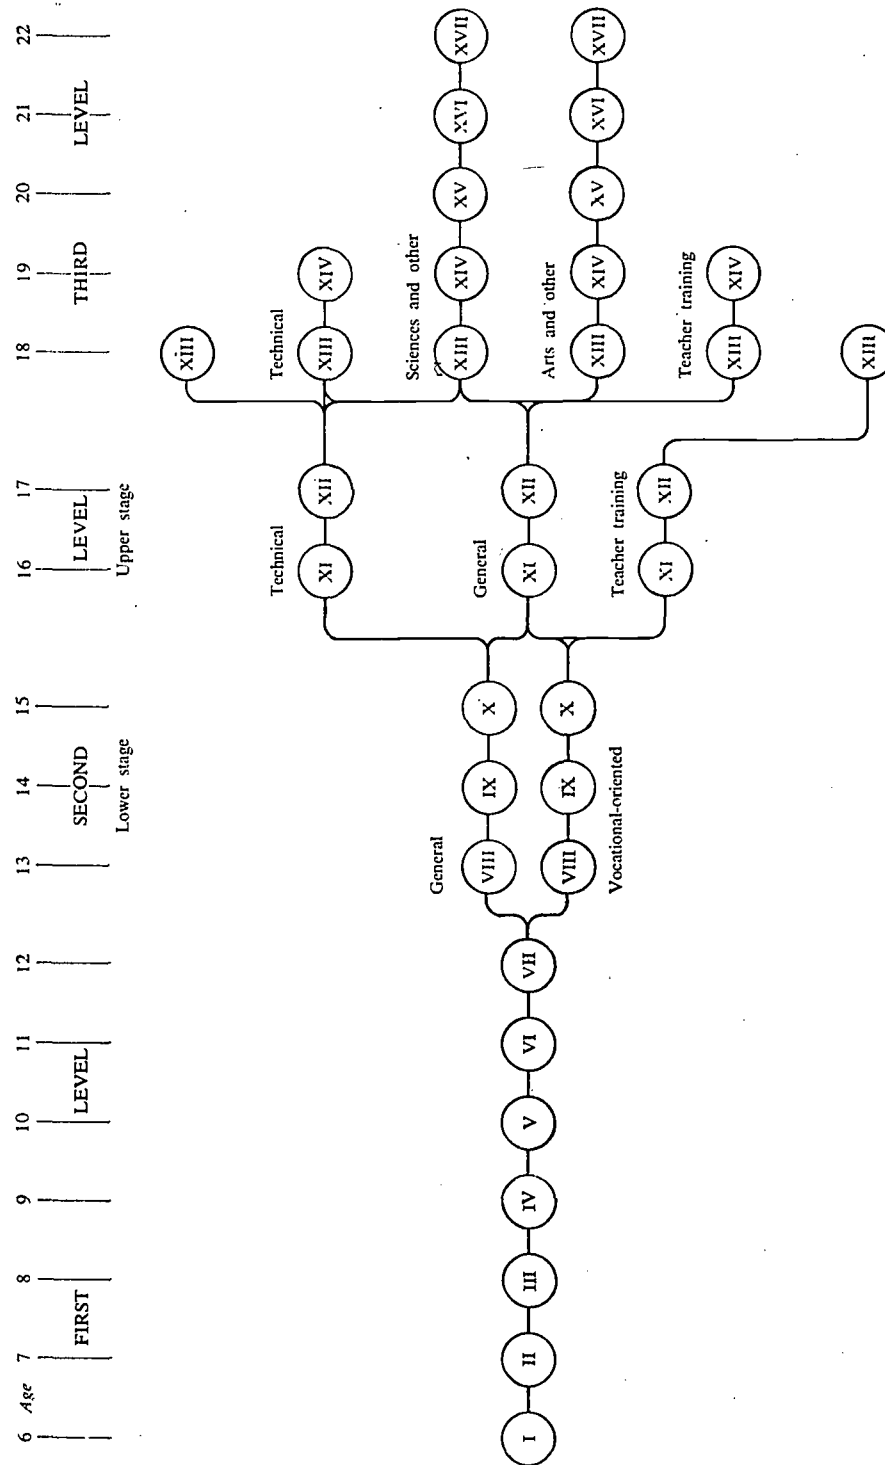 Age
6 7 8 9 10 11 12 13 14 15 16 17 18 19 20 21 22
FIRST LEVEL SECOND LEVEL THIRD LEVEL
Lower stage Upper stage
XIII
Technical Technical
XI XII XIII XIV
Sciences and other
XIII XIV XV XVI XVII
General
VIII IX X
General
I II III IV V VI VII XI XII
Vocational-oriented
VIII IX X
Arts and other
XIII XIV XV XVI XVII
Teacher training
XI XII
Teacher training
XIII XIV
XIII